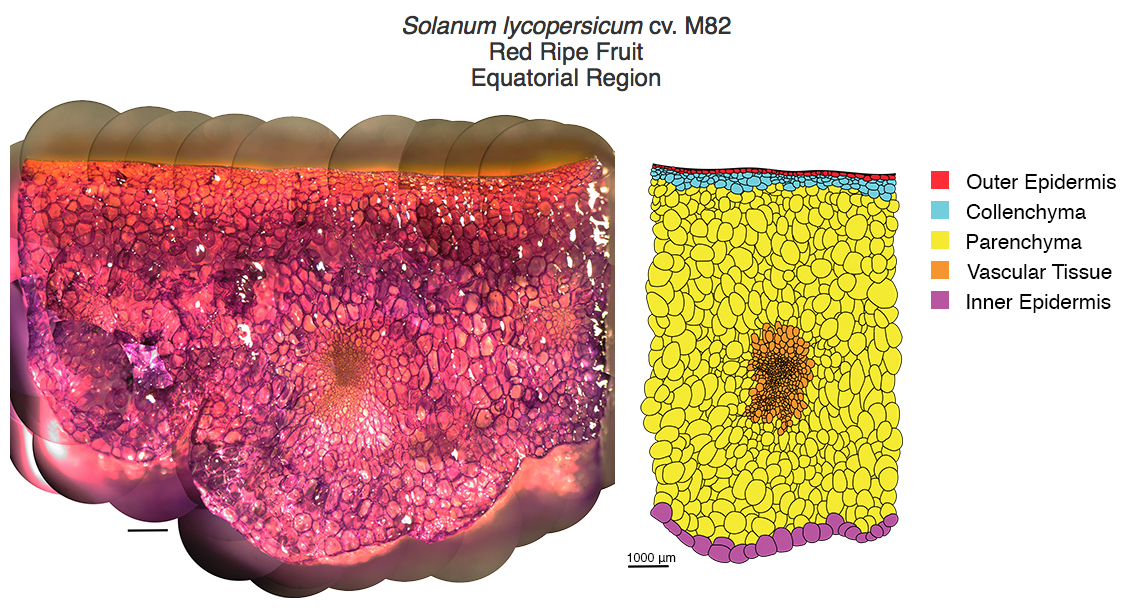 Solanum lycopersicum cv. M82
Red Ripe Fruit
Equatorial Region
Outer Epidermis
Collenchyma
Parenchyma
Vascular Tissue
Inner Epidermis
1000 µm